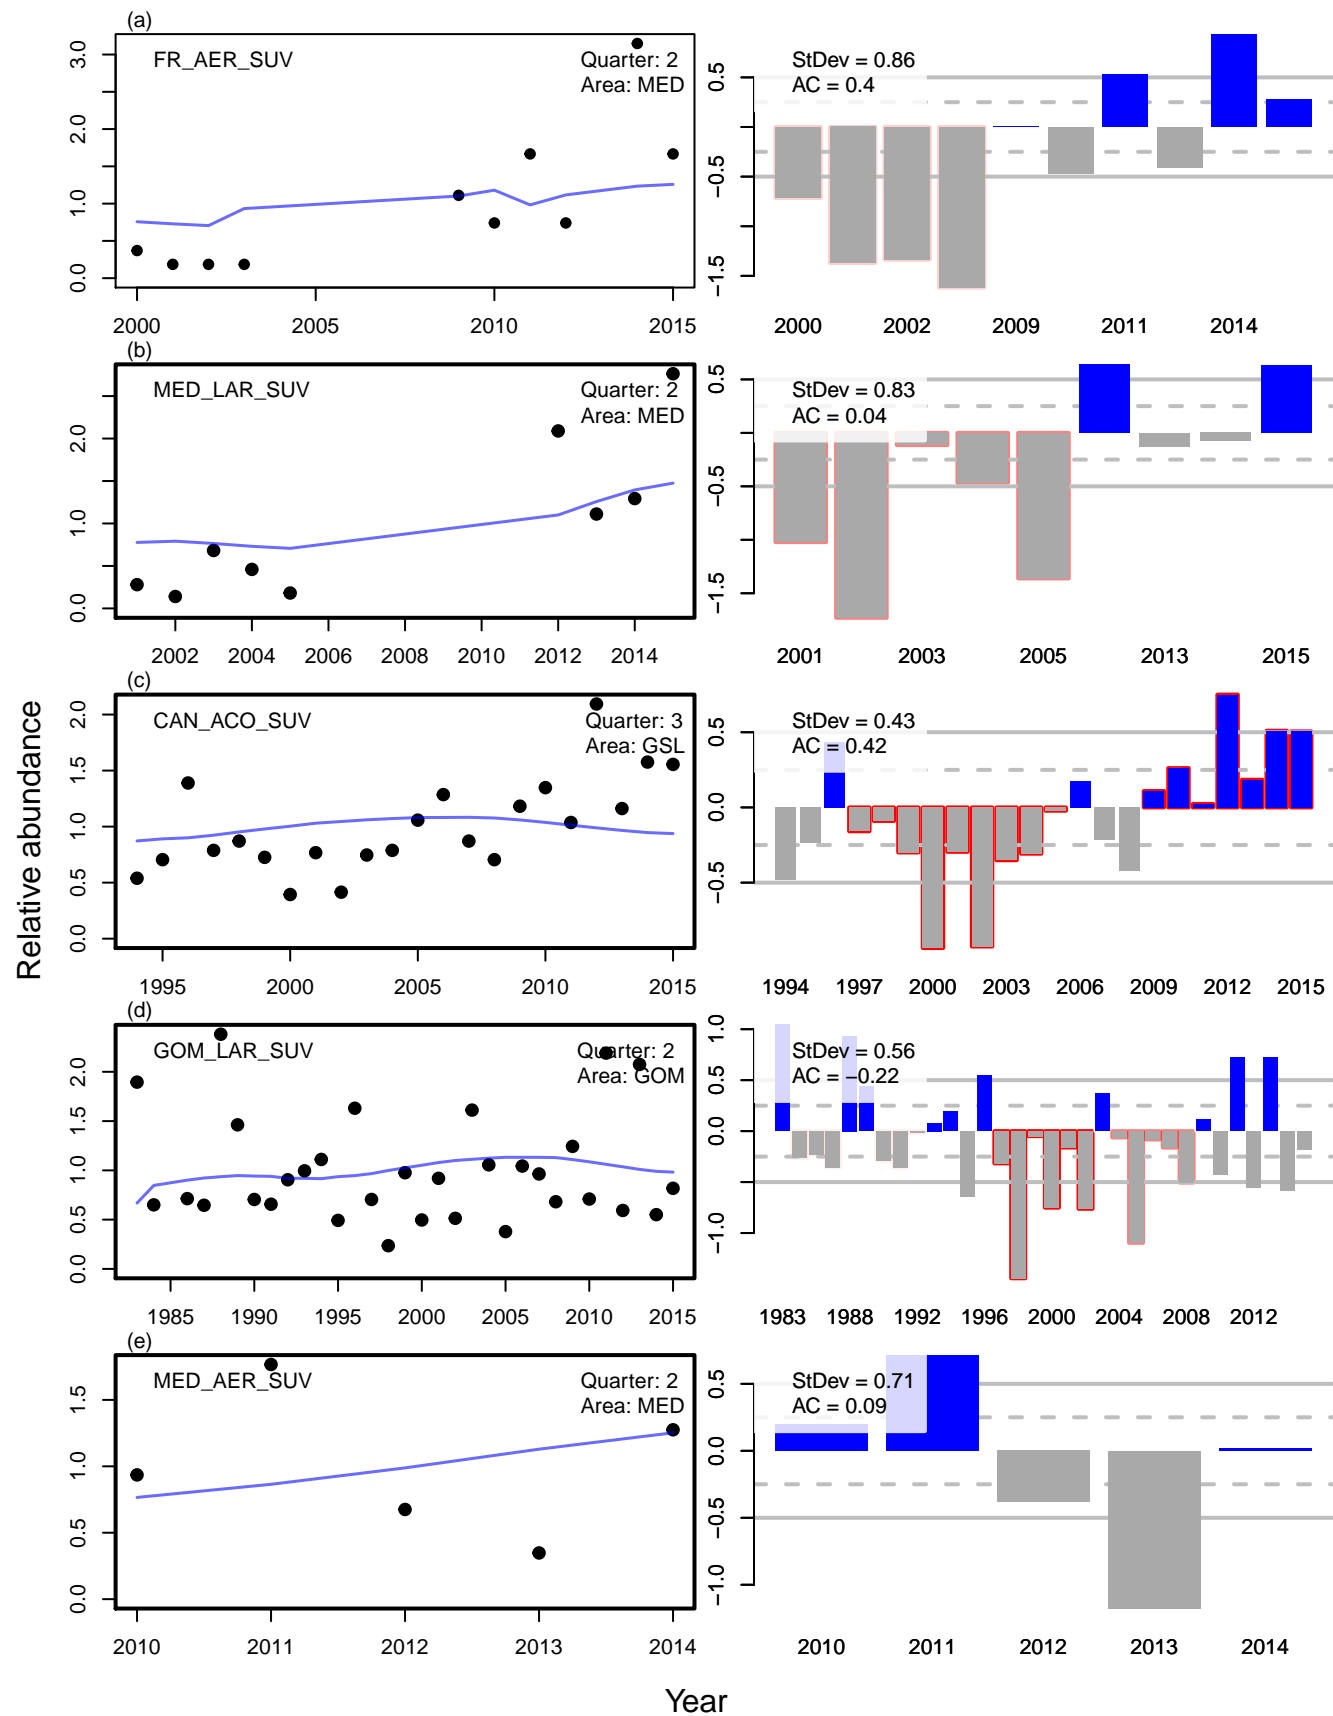 (a)
FR_AER_SUV
Quarter: 2
Area: MED
0.0 1.0 2.0 3.0
2000 2005 2010 2015
StDev = 0.86
AC = 0.4
−1.5 −0.5 0.5
2000 2002 2009 2011 2014
(b)
MED_LAR_SUV
Quarter: 2
Area: MED
0.0 1.0 2.0
2002 2004 2006 2008 2010 2012 2014
StDev = 0.83
AC = 0.04
−1.5 −0.5 0.5
2001 2003 2005 2013 2015
(c)
CAN_ACO_SUV
Quarter: 3
Area: GSL
0.0 0.5 1.0 1.5 2.0
1995 2000 2005 2010 2015
StDev = 0.43
AC = 0.42
−0.5 0.0 0.5
1994 1997 2000 2003 2006 2009 2012 2015
(d)
GOM_LAR_SUV
Quarter: 2
Area: GOM
0.0 0.5 1.0 1.5 2.0
1985 1990 1995 2000 2005 2010 2015
StDev = 0.56
AC = −0.22
−1.0 0.0 0.5 1.0
1983 1988 1992 1996 2000 2004 2008 2012
(e)
MED_AER_SUV
Quarter: 2
Area: MED
0.0 0.5 1.0 1.5
2010 2011 2012 2013 2014
StDev = 0.71
AC = 0.09
−1.0 −0.5 0.0 0.5
2010 2011 2012 2013 2014
Relative abundance
Year